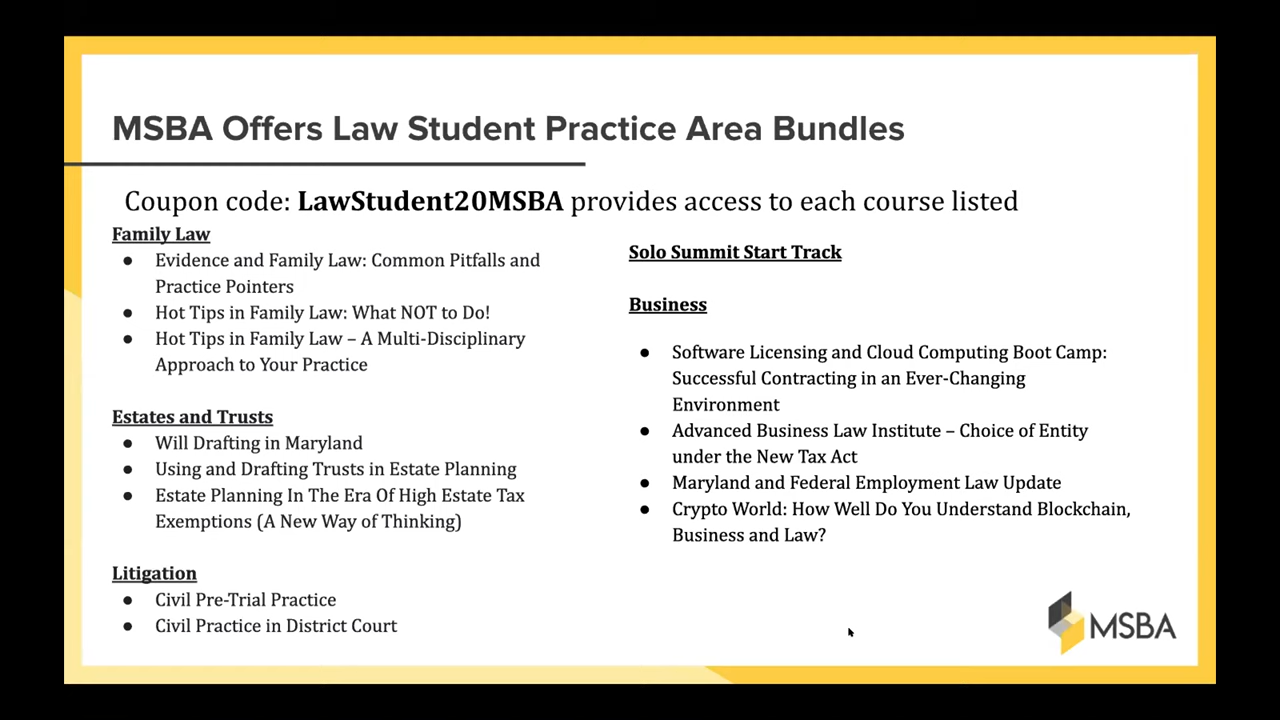 MSBA Offers Law Student Practice Area Bundles
Coupon code: LawStudent20MSBA provides access to each course listed
Family Law
● Evidence and Family Law: Common Pitfalls and
Practice Pointers
● Hot Tips in Family Law: What NOT to Do!
● Hot Tips in Family Law – A Multi-Disciplinary
Approach to Your Practice
Estates and Trusts
● Will Drafting in Maryland
● Using and Drafting Trusts in Estate Planning
● Estate Planning In The Era Of High Estate Tax
Exemptions (A New Way of Thinking)
Litigation
● Civil Pre-Trial Practice
● Civil Practice in District Court
Solo Summit Start Track
Business
● Software Licensing and Cloud Computing Boot Camp:
Successful Contracting in an Ever-Changing
Environment
● Advanced Business Law Institute – Choice of Entity
under the New Tax Act
● Maryland and Federal Employment Law Update
● Crypto World: How Well Do You Understand Blockchain,
Business and Law?
MSBA